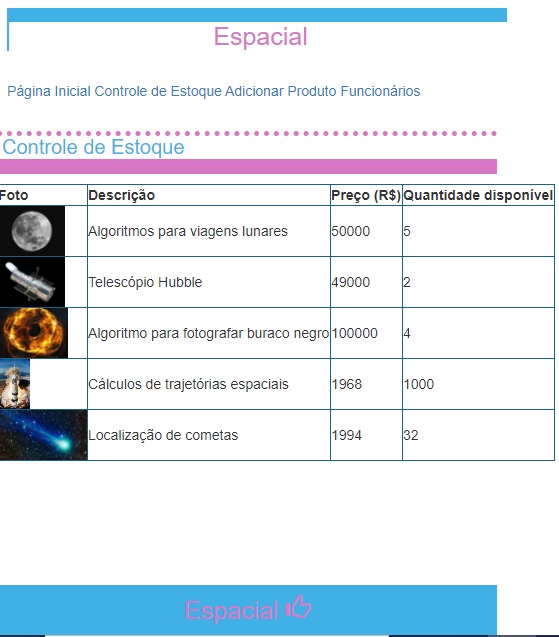 Espacial
Página Inicial Controle de Estoque Adicionar Produto Funcionários
Controle de Estoque
Foto Descrição Preço (R$) Quantidade disponível
Algoritmos para viagens lunares 50000 5
Telescópio Hubble 49000 2
Algoritmo para fotografar buraco negro 100000 4
Cálculos de trajetórias espaciais 1968 1000
Localização de cometas 1994 32
Espacial